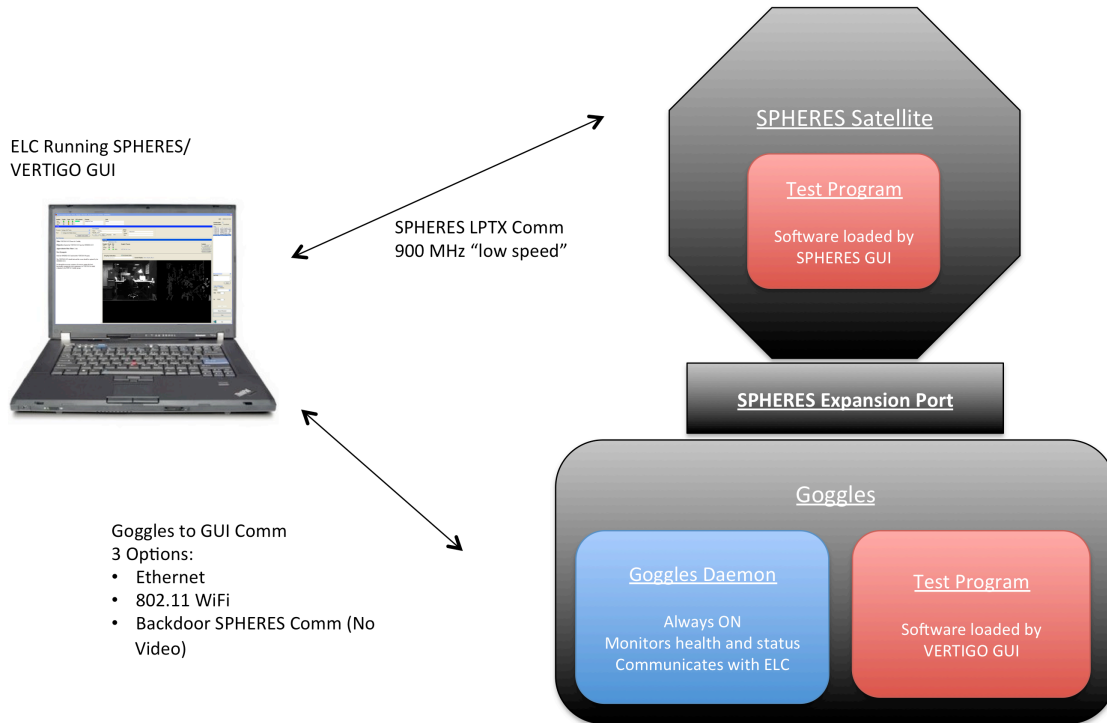 ELC Running SPHERES/
VERTIGO GUI
SPHERES LPTX Comm
900 MHz “low speed”
Goggles to GUI Comm
3 Options:
• Ethernet
• 802.11 WiFi
• Backdoor SPHERES Comm (No
Video)
SPHERES Satellite
Test Program
Software loaded by
SPHERES GUI
SPHERES Expansion Port
Goggles
Goggles Daemon
Always ON
Monitors health and status
Communicates with ELC
Test Program
Software loaded by
VERTIGO GUI